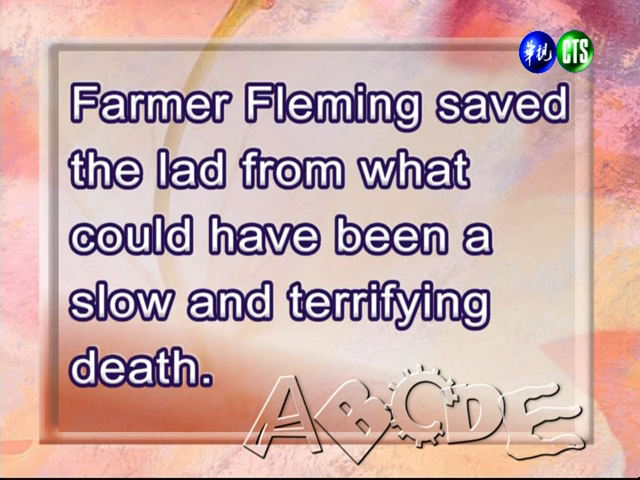 華視 CTS
Farmer Fleming saved
the lad from what
could have been a
slow and terrifying
death.
ABCDE